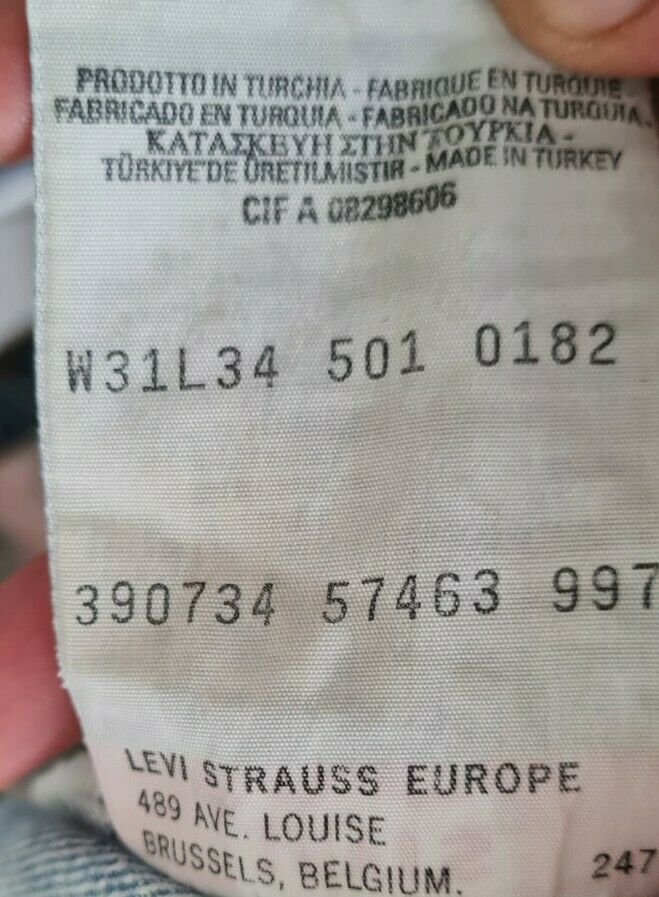 PRODOTTO IN TURCHIA - FABRIQUE EN TURQUIE
FABRICADO EN TURQUIA - FABRICADO NA TURQUIA.
ΚΑΤΑΣΚΕΥΗ ΣΤΗΝ ΤΟΥΡΚΙΑ -
TÜRKIYE'DE ÜRETILMISTIR - MADE IN TURKEY
CIF A 08298606
W31L34 501 0182
390734 57463 997
LEVI STRAUSS EUROPE
489 AVE. LOUISE
BRUSSELS, BELGIUM. 247